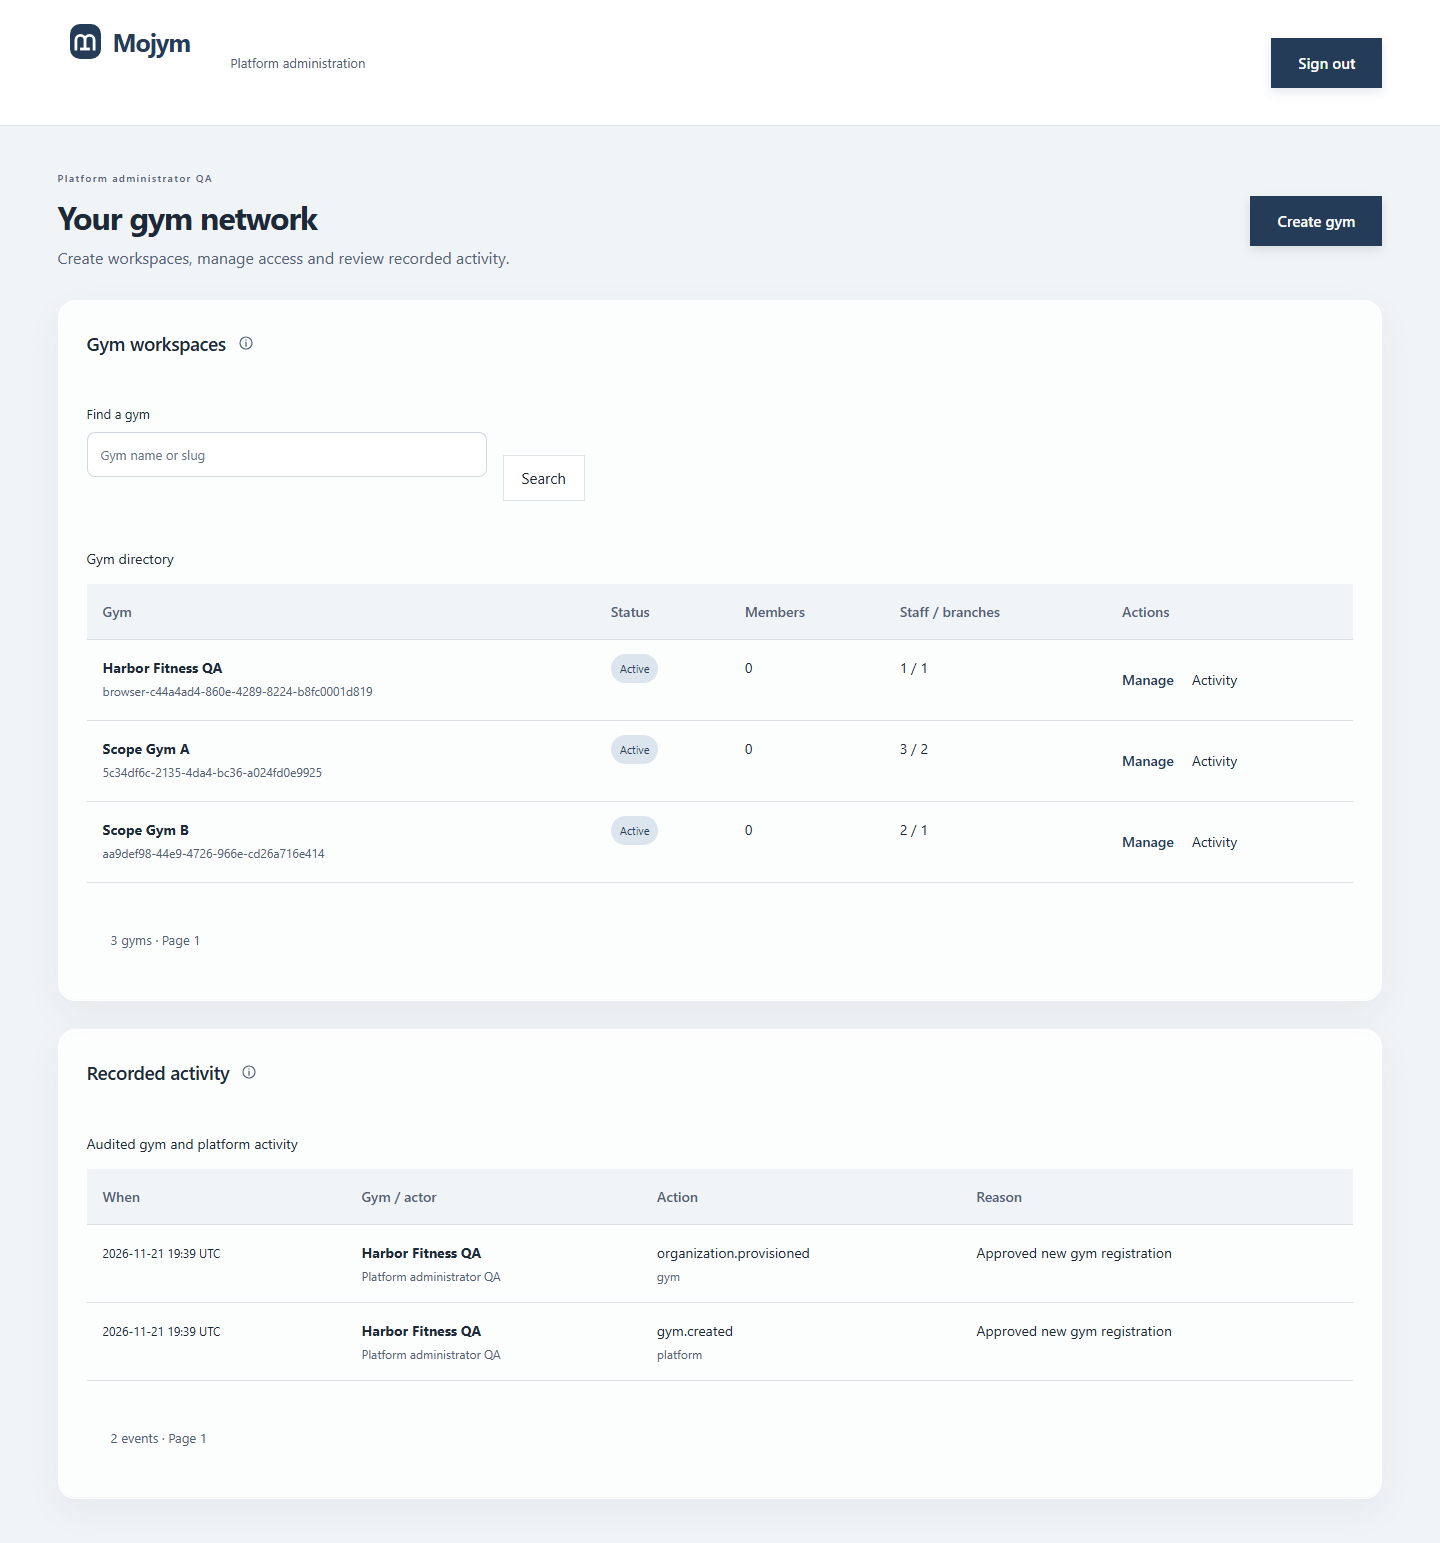 Mojym
Platform administration
Sign out
Platform administrator QA
Your gym network
Create workspaces, manage access and review recorded activity.
Create gym
Gym workspaces
Find a gym
Gym name or slug
Search
Gym directory
Gym Status Members Staff / branches Actions
Harbor Fitness QA Active 0 1 / 1 Manage Activity
browser-c44a4ad4-860e-4289-8224-b8fc0001d819
Scope Gym A Active 0 3 / 2 Manage Activity
5c34df6c-2135-4da4-bc36-a024fd0e9925
Scope Gym B Active 0 2 / 1 Manage Activity
aa9def98-44e9-4726-966e-cd26a716e414
3 gyms · Page 1
Recorded activity
Audited gym and platform activity
When Gym / actor Action Reason
2026-11-21 19:39 UTC Harbor Fitness QA organization.provisioned Approved new gym registration
Platform administrator QA gym
2026-11-21 19:39 UTC Harbor Fitness QA gym.created Approved new gym registration
Platform administrator QA platform
2 events · Page 1